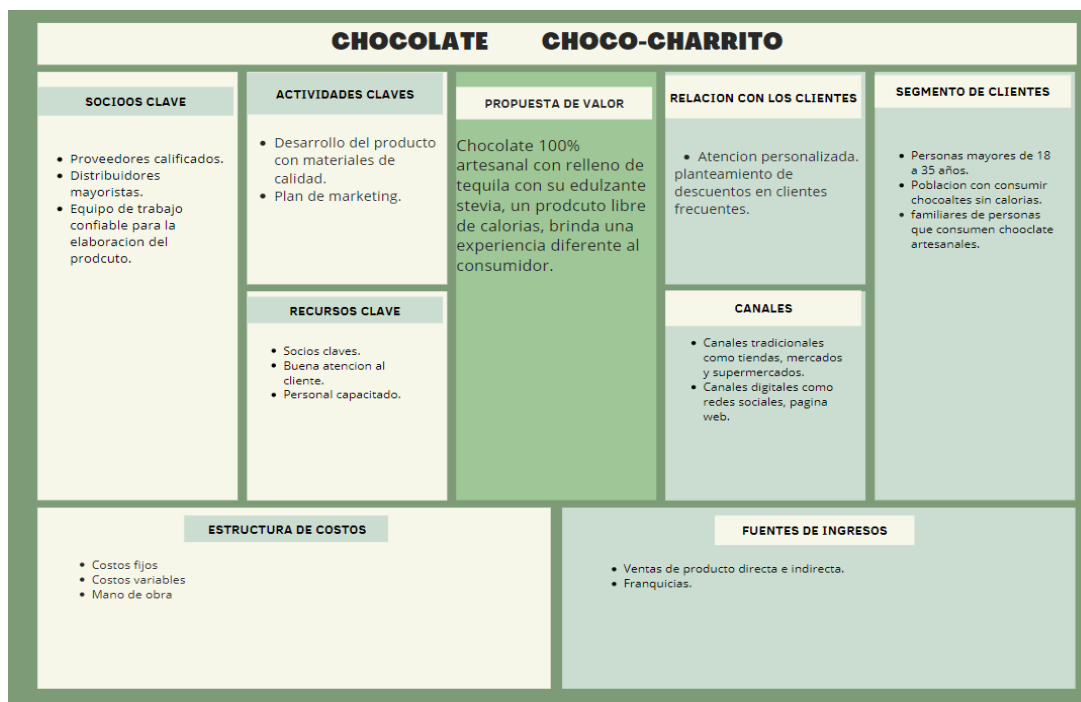 CHOCOLATE CHOCO-CHARRITO
SOCIOOS CLAVE
• Proveedores calificados.
• Distribuidores
mayoristas.
• Equipo de trabajo
confiable para la
elaboracion del
prodcuto.
ACTIVIDADES CLAVES
• Desarrollo del producto
con materiales de
calidad.
• Plan de marketing.
RECURSOS CLAVE
• Socios claves.
• Buena atencion al
cliente.
• Personal capacitado.
PROPUESTA DE VALOR
Chocolate 100%
artesanal con relleno de
tequila con su edulzante
stevia, un prodcuto libre
de calorias, brinda una
experiencia diferente al
consumidor.
RELACION CON LOS CLIENTES
• Atencion personalizada.
planteamiento de
descuentos en clientes
frecuentes.
CANALES
• Canales tradicionales
como tiendas, mercados
y supermercados.
• Canales digitales como
redes sociales, pagina
web.
SEGMENTO DE CLIENTES
• Personas mayores de 18
a 35 años.
• Poblacion con consumir
chocoaltes sin calorias.
• familiares de personas
que consumen chooclate
artesanales.
ESTRUCTURA DE COSTOS
• Costos fijos
• Costos variables
• Mano de obra
FUENTES DE INGRESOS
• Ventas de producto directa e indirecta.
• Franquicias.